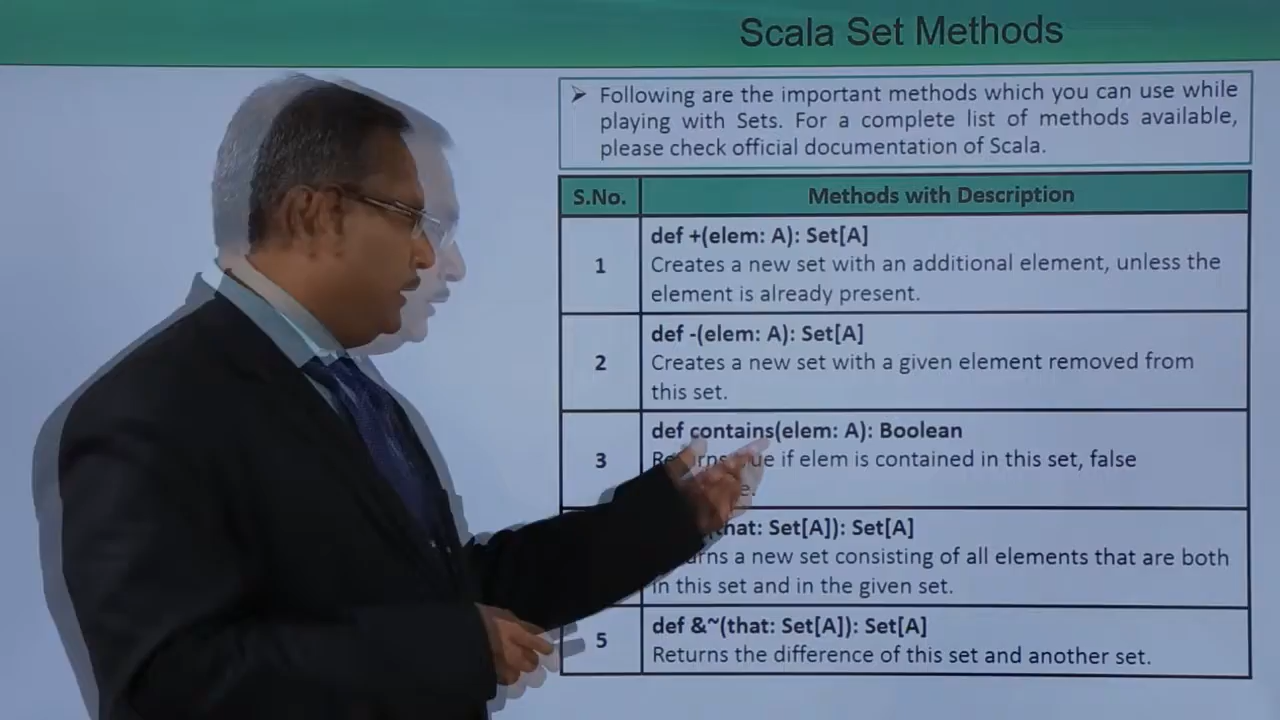 Scala Set Methods
Following are the important methods which you can use while
playing with Sets. For a complete list of methods available,
please check official documentation of Scala.
S.No. Methods with Description
1
def +(elem: A): Set[A]
Creates a new set with an additional element, unless the
element is already present.
2
def -(elem: A): Set[A]
Creates a new set with a given element removed from
this set.
3
def contains(elem: A): Boolean
if elem is contained in this set, false
Set[A]): Set[A]
a new set consisting of all elements that are both
in this set and in the given set.
5
def &~(that: Set[A]): Set[A]
Returns the difference of this set and another set.